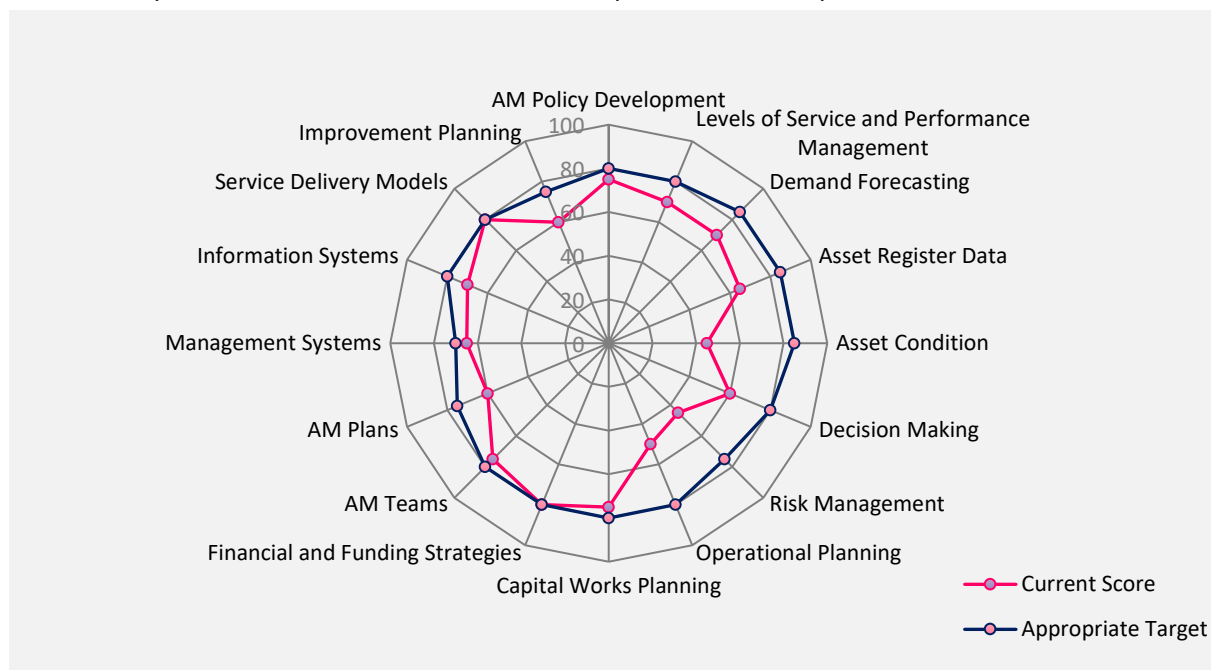 AM Policy Development
Levels of Service and Performance
Management
Demand Forecasting
Asset Register Data
Asset Condition
Decision Making
Risk Management
Operational Planning
Capital Works Planning
Financial and Funding Strategies
AM Teams
AM Plans
Management Systems
Information Systems
Service Delivery Models
Improvement Planning
100
80
60
40
20
0
Current Score
Appropriate Target